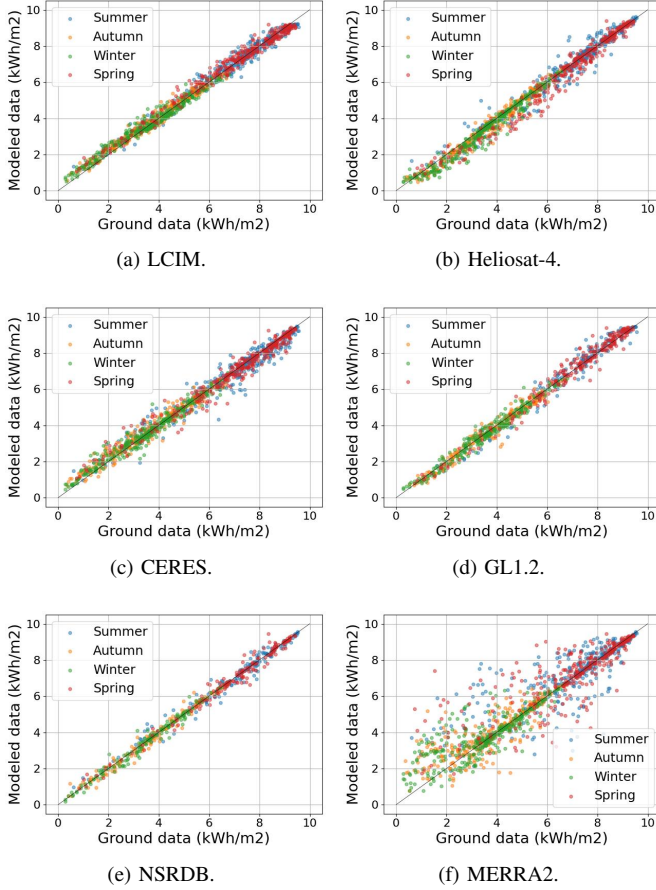 10
8
6
4
2
0
Modeled data (kWh/m2)
Summer
Autumn
Winter
Spring
0 2 4 6 8 10
Ground data (kWh/m2)
(a) LCIM.
10
8
6
4
2
0
Modeled data (kWh/m2)
Summer
Autumn
Winter
Spring
0 2 4 6 8 10
Ground data (kWh/m2)
(b) Heliosat-4.
10
8
6
4
2
0
Modeled data (kWh/m2)
Summer
Autumn
Winter
Spring
0 2 4 6 8 10
Ground data (kWh/m2)
(c) CERES.
10
8
6
4
2
0
Modeled data (kWh/m2)
Summer
Autumn
Winter
Spring
0 2 4 6 8 10
Ground data (kWh/m2)
(d) GL1.2.
10
8
6
4
2
0
Modeled data (kWh/m2)
Summer
Autumn
Winter
Spring
0 2 4 6 8 10
Ground data (kWh/m2)
(e) NSRDB.
10
8
6
4
2
0
Modeled data (kWh/m2)
Summer
Autumn
Winter
Spring
0 2 4 6 8 10
Ground data (kWh/m2)
(f) MERRA2.